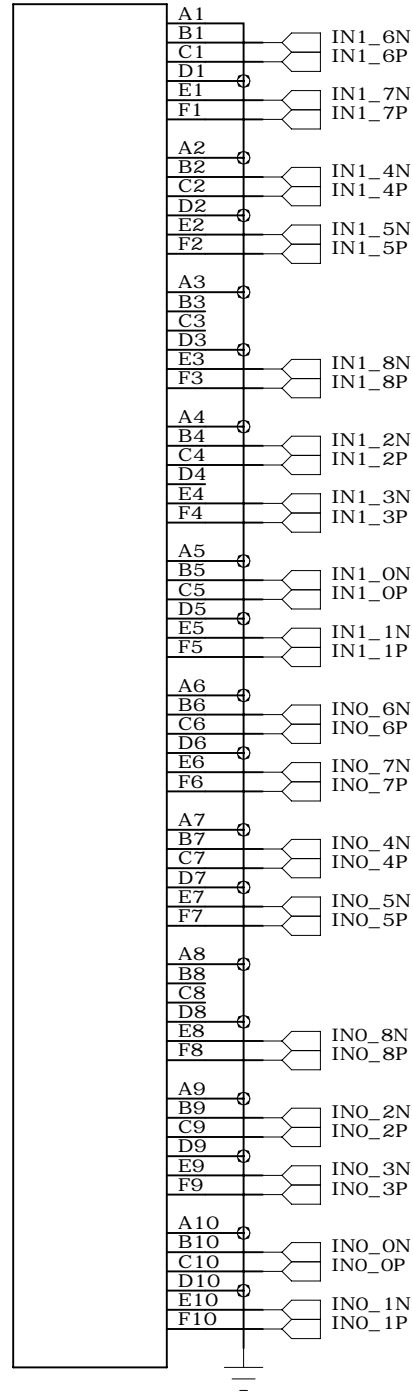 A1
B1 IN1_6N
C1 IN1_6P
D1
E1 IN1_7N
F1 IN1_7P
A2
B2 IN1_4N
C2 IN1_4P
D2
E2 IN1_5N
F2 IN1_5P
A3
B3
C3
D3
E3 IN1_8N
F3 IN1_8P
A4
B4 IN1_2N
C4 IN1_2P
D4
E4 IN1_3N
F4 IN1_3P
A5
B5 IN1_0N
C5 IN1_0P
D5
E5 IN1_1N
F5 IN1_1P
A6
B6 IN0_6N
C6 IN0_6P
D6
E6 IN0_7N
F6 IN0_7P
A7
B7 IN0_4N
C7 IN0_4P
D7
E7 IN0_5N
F7 IN0_5P
A8
B8
C8
D8
E8 IN0_8N
F8 IN0_8P
A9
B9 IN0_2N
C9 IN0_2P
D9
E9 IN0_3N
F9 IN0_3P
A10
B10 IN0_0N
C10 IN0_0P
D10
E10 IN0_1N
F10 IN0_1P